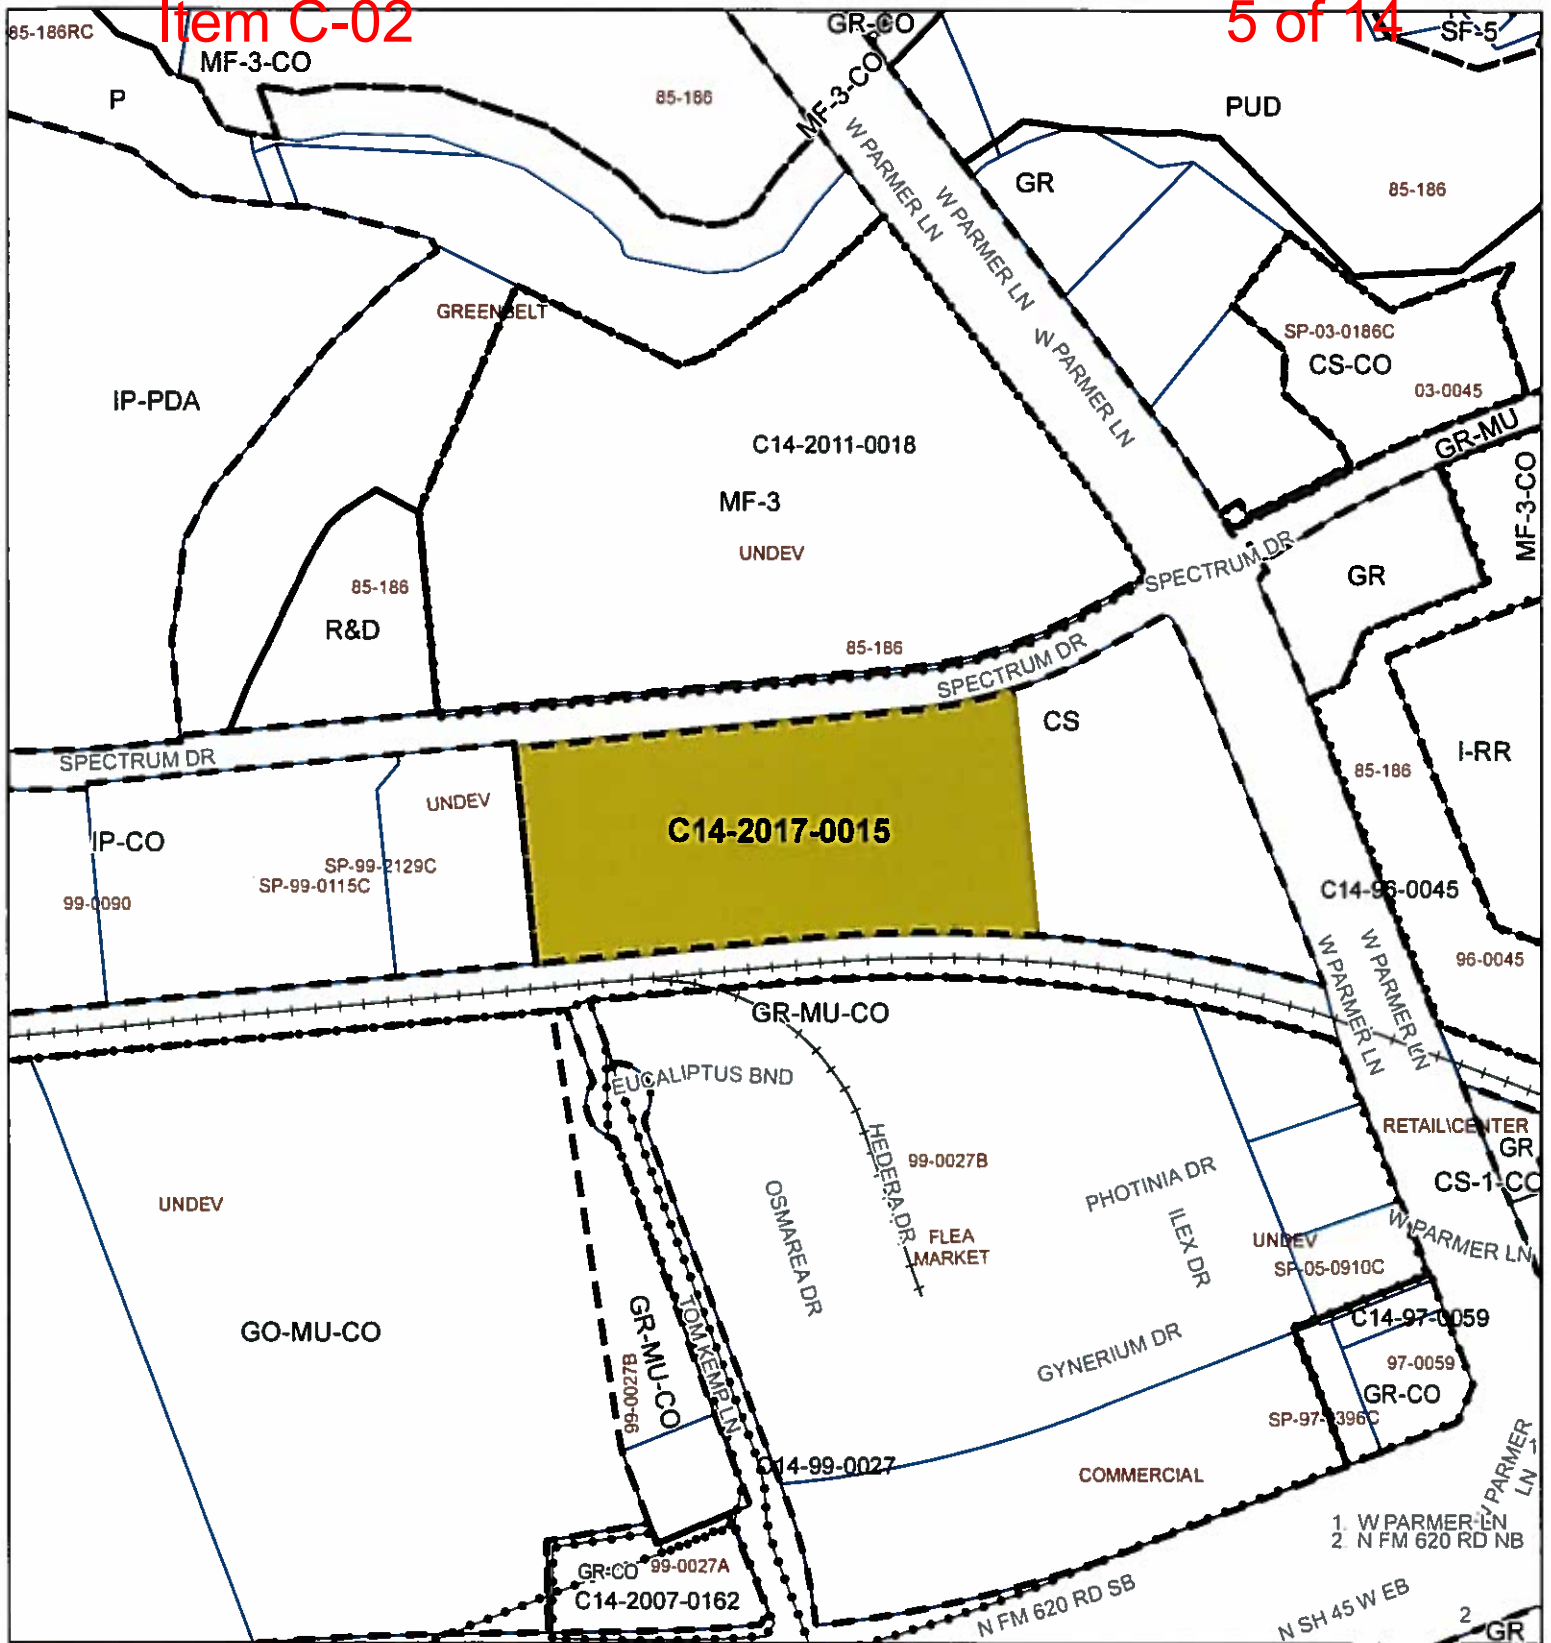 Item C-02
5 of 14
85-186RC
MF-3-CO
P
85-186
GR-CO
MF-3-CO
SF-5
PUD
85-186
W PARMER LN
W PARMER LN
GR
GREENBELT
IP-PDA
W PARMER LN
SP-03-0186C
CS-CO
03-0045
C14-2011-0018
MF-3
UNDEV
GR-MU
MF-3-CO
SPECTRUM DR
GR
85-186
R&D
85-186
SPECTRUM DR
CS
SPECTRUM DR
I-RR
85-186
UNDEV
C14-2017-0015
IP-CO
SP-99-2129C
SP-99-0115C
99-0090
C14-96-0045
W PARMER LN
W PARMER LN
96-0045
GR-MU-CO
EUCALIPTUS BND
HEDERA DR
99-0027B
RETAIL\CENTER
GR
CS-1-CO
PHOTINIA DR
ILEX DR
OSMAREA DR
UNDEV
FLEA
MARKET
UNDEV
SP-05-0910C
W PARMER LN
GO-MU-CO
GR-MU-CO
99-0027B
TOM KEMP LN
GYNERIUM DR
C14-97-0059
97-0059
GR-CO
SP-97-0396C
C14-99-0027
COMMERCIAL
W PARMER LN
1
1. W PARMER LN
2. N FM 620 RD NB
GR-CO
99-0027A
C14-2007-0162
N FM 620 RD SB
N SH 45 W EB
2
GR